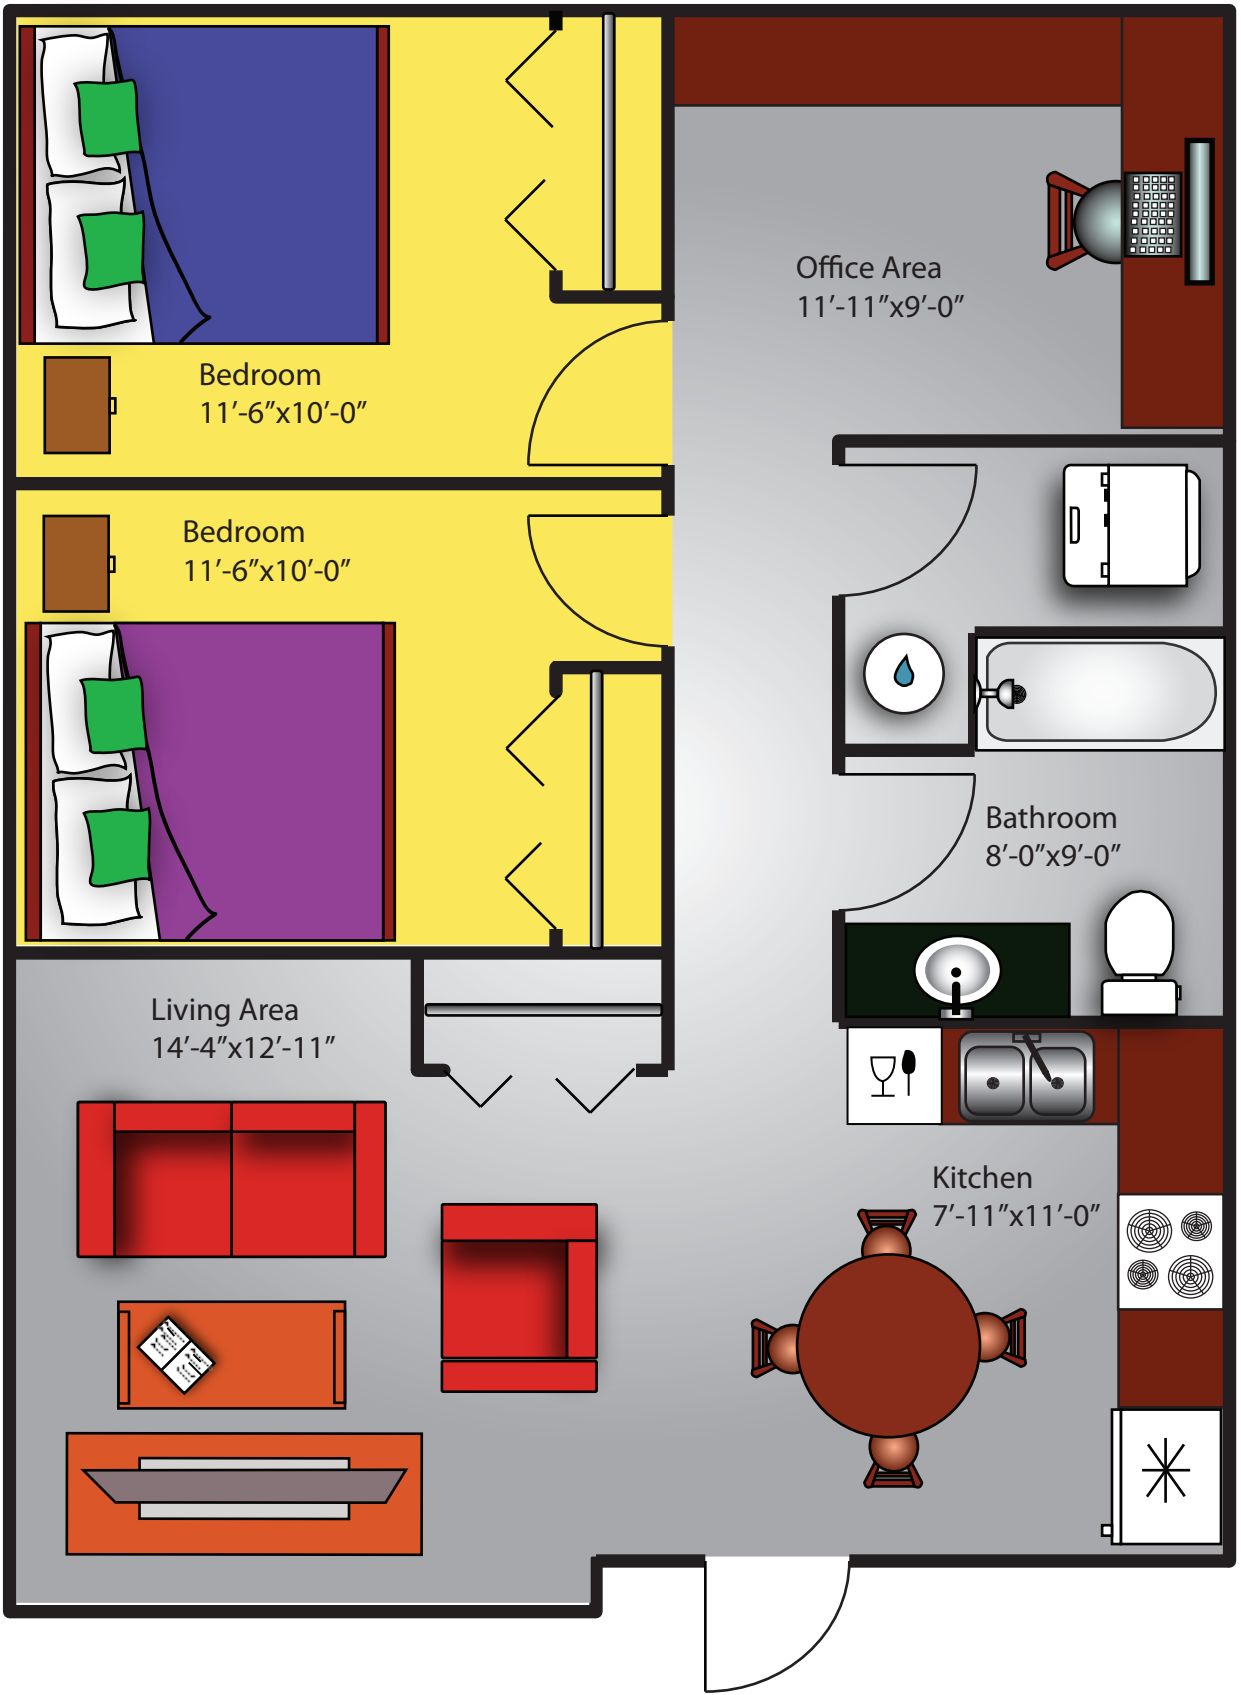 Office Area
11’-11”x9’-0”
Bedroom
11’-6”x10’-0”
Bedroom
11’-6”x10’-0”
Bathroom
8’-0”x9’-0”
Living Area
14’-4”x12’-11”
Kitchen
7’-11”x11’-0”